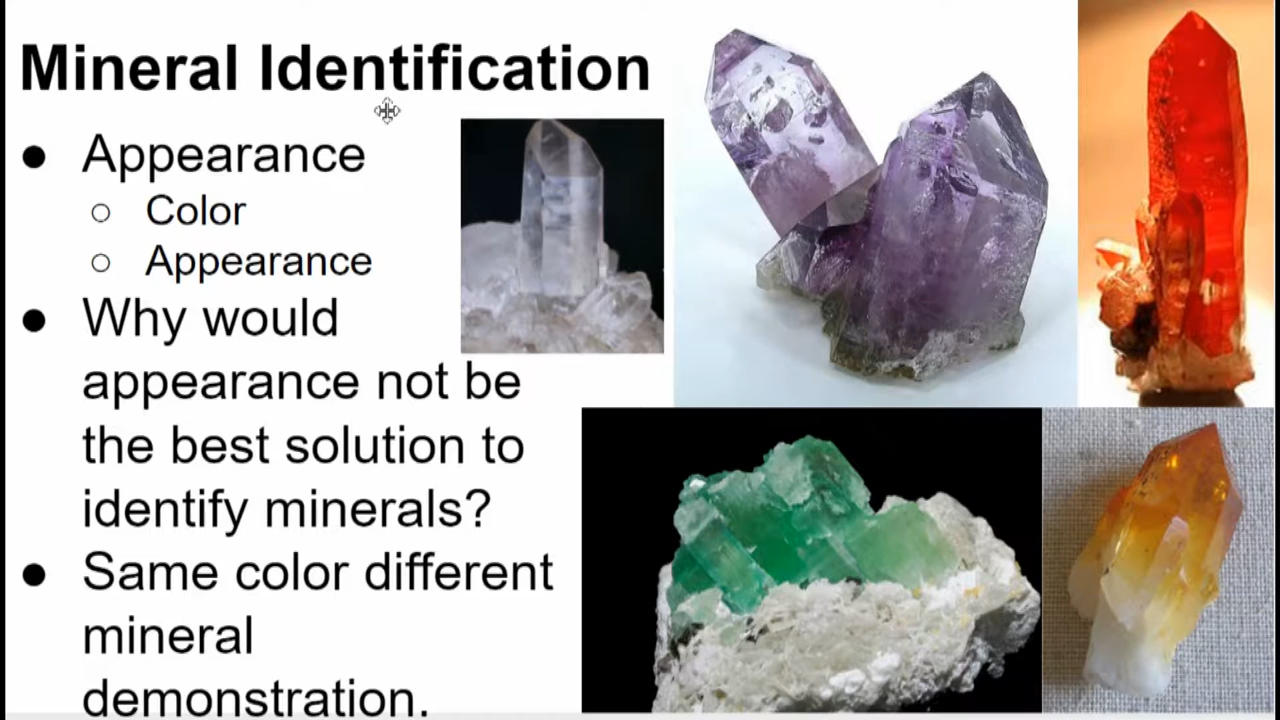 Mineral Identification
● Appearance
○ Color
○ Appearance
● Why would
appearance not be
the best solution to
identify minerals?
● Same color different
mineral
demonstration.